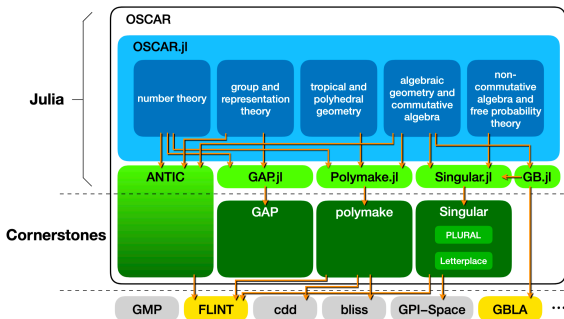 OSCAR
OSCAR.jl
number theory
group and
representation
theory
tropical and
polyhedral
geometry
algebraic
geometry and
commutative
algebra
non-
commutative
algebra and
free probability
theory
Julia
ANTIC
GAP.jl
Polymake.jl
Singular.jl
GB.jl
Cornerstones
GAP
polymake
Singular
PLURAL
Letterplace
GMP
FLINT
cdd
bliss
GPI-Space
GBLA
...